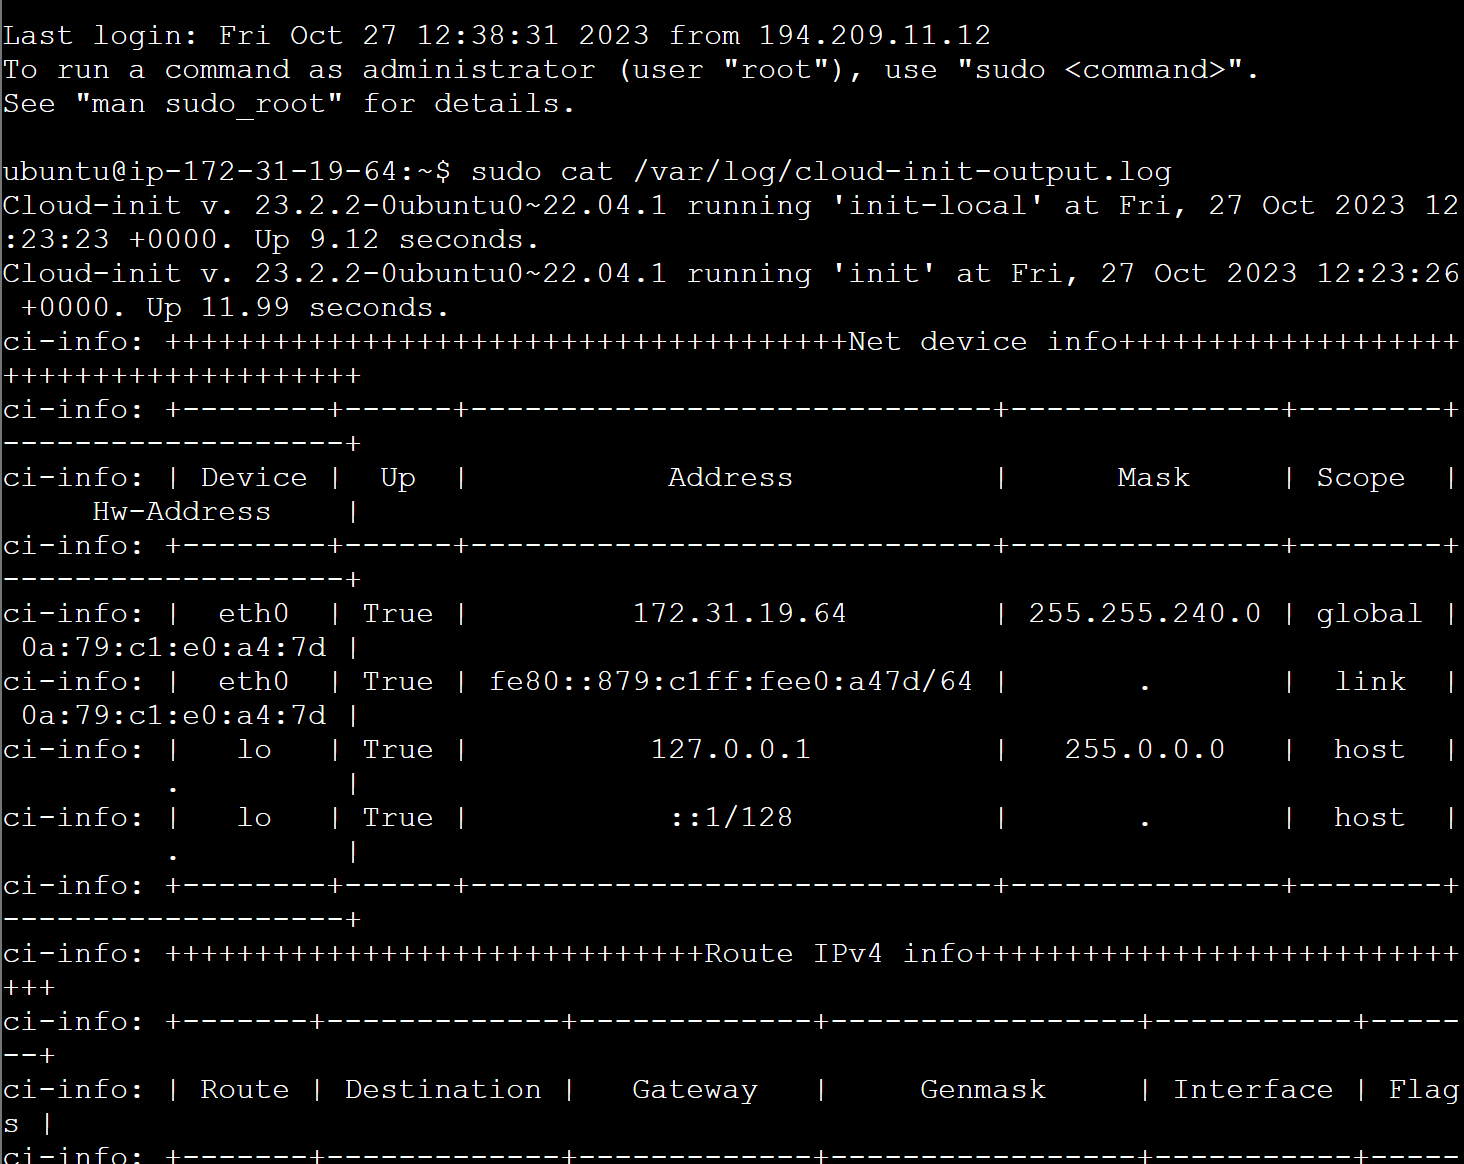 Last login: Fri Oct 27 12:38:31 2023 from 194.209.11.12
To run a command as administrator (user "root"), use "sudo <command>".
See "man sudo_root" for details.

ubuntu@ip-172-31-19-64:~$ sudo cat /var/log/cloud-init-output.log
Cloud-init v. 23.2.2-0ubuntu0~22.04.1 running 'init-local' at Fri, 27 Oct 2023 12
:23:23 +0000. Up 9.12 seconds.
Cloud-init v. 23.2.2-0ubuntu0~22.04.1 running 'init' at Fri, 27 Oct 2023 12:23:26
 +0000. Up 11.99 seconds.
ci-info: ++++++++++++++++++++++++++++++++++++++Net device info+++++++++++++++++++
++++++++++++++++++++
ci-info: +--------+------+-----------------------------+---------------+--------+
-------------------+
ci-info: | Device |  Up  |           Address           |      Mask     | Scope  |
     Hw-Address    |
ci-info: +--------+------+-----------------------------+---------------+--------+
-------------------+
ci-info: |  eth0  | True |         172.31.19.64        | 255.255.240.0 | global |
 0a:79:c1:e0:a4:7d |
ci-info: |  eth0  | True | fe80::879:c1ff:fee0:a47d/64 |       .       |  link  |
 0a:79:c1:e0:a4:7d |
ci-info: |   lo   | True |          127.0.0.1          |   255.0.0.0   |  host  |
         .         |
ci-info: |   lo   | True |           ::1/128           |       .       |  host  |
         .         |
ci-info: +--------+------+-----------------------------+---------------+--------+
-------------------+
ci-info: ++++++++++++++++++++++++++++++Route IPv4 info+++++++++++++++++++++++++++
+++
ci-info: +-------+-------------+-------------+-----------------+-----------+-----
--+
ci-info: | Route | Destination |   Gateway   |     Genmask     | Interface | Flag
s |
ci-info: +-------+-------------+-------------+-----------------+-----------+-----